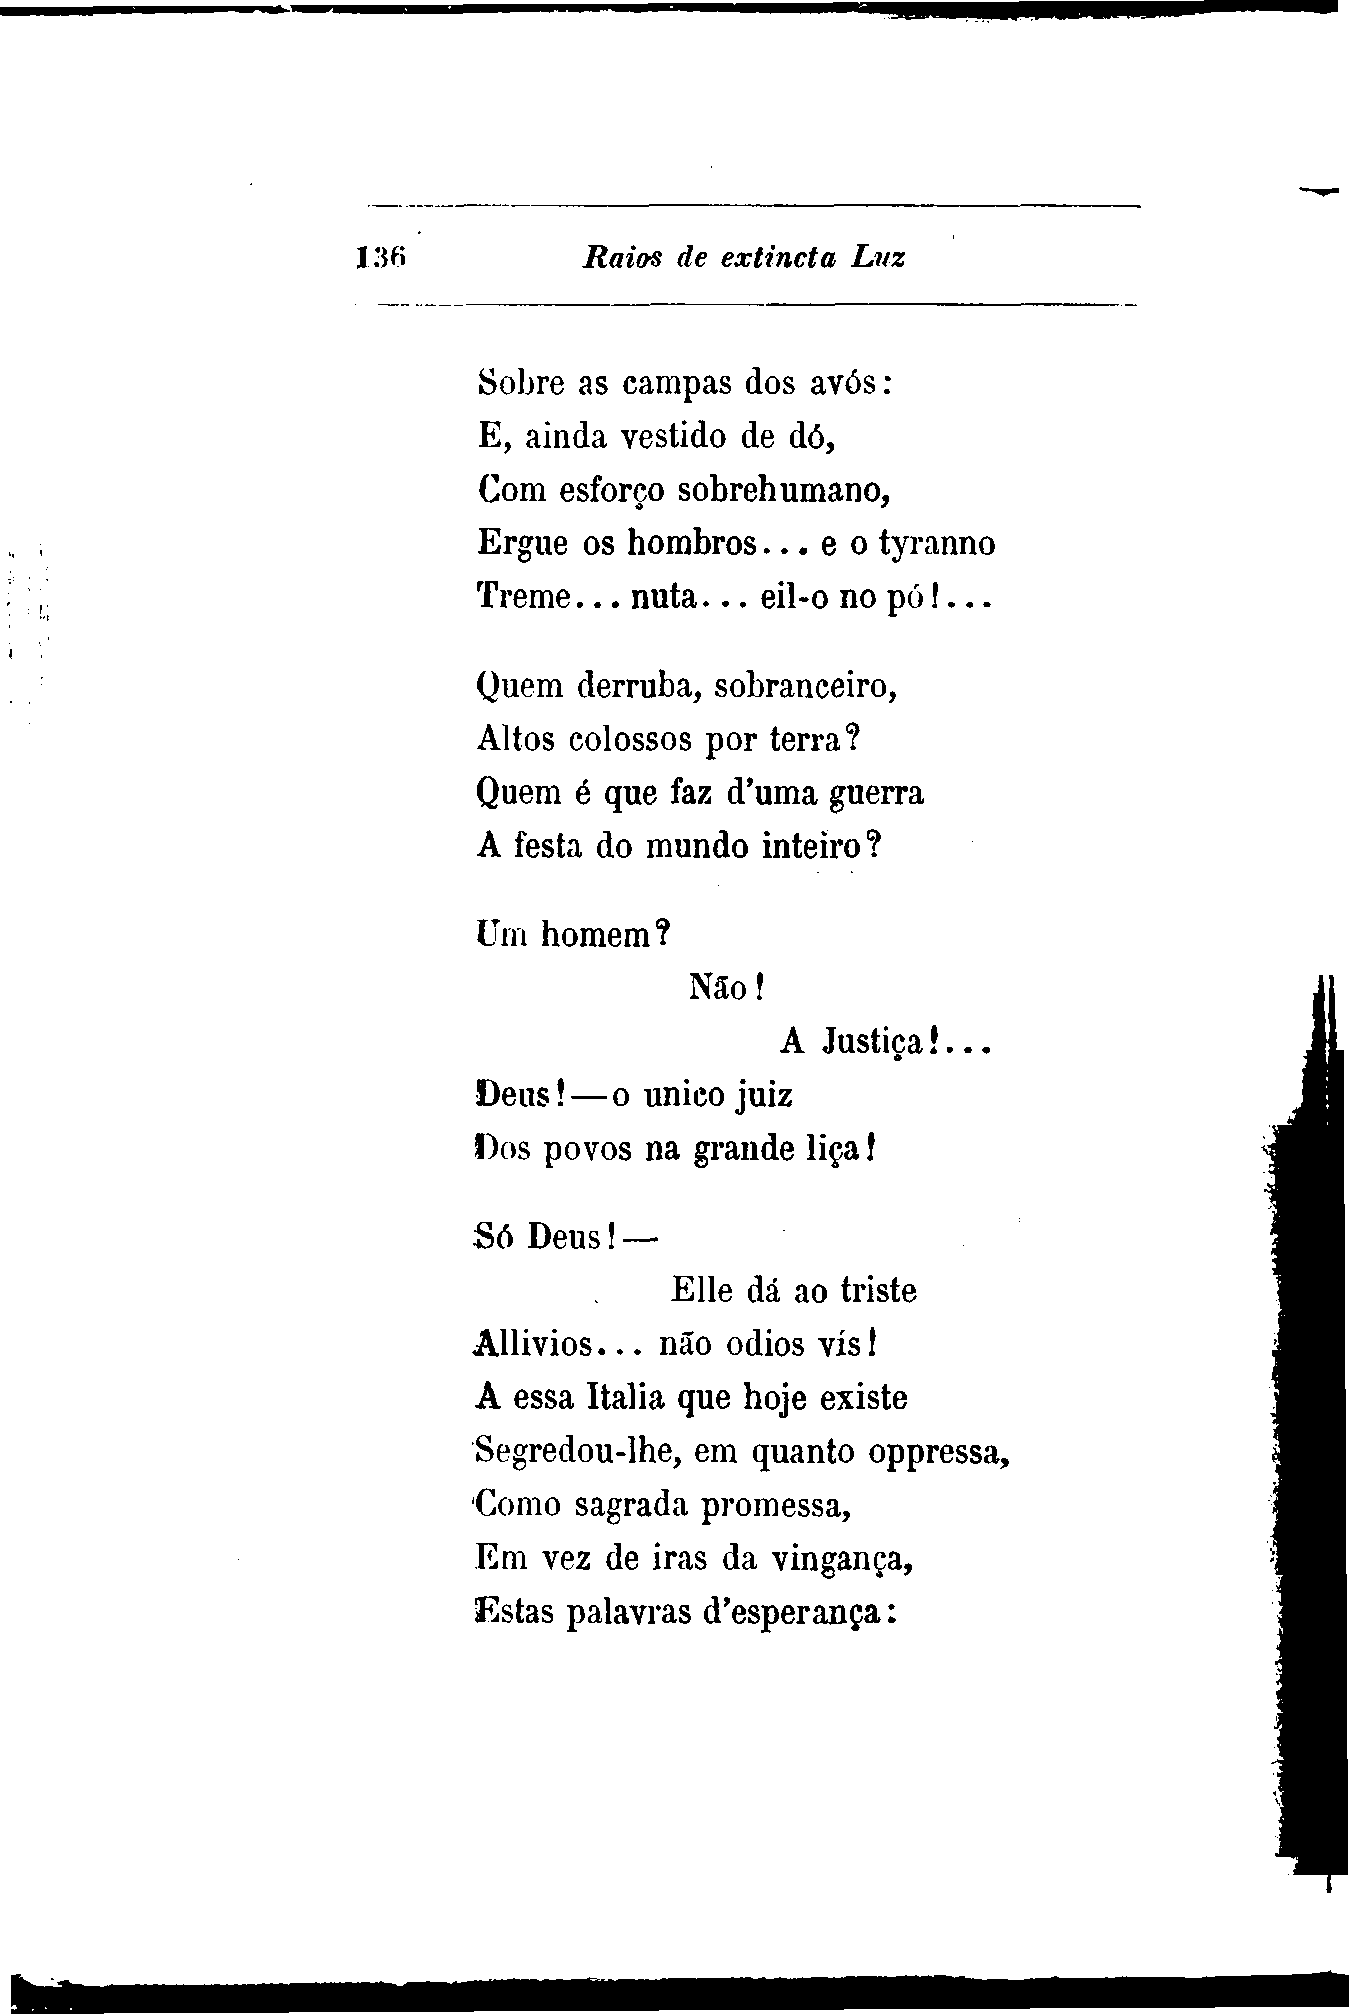 136 Raios de extincta Luz
Sobre as campas dos avós:
E, ainda vestido de dó,
Com esforço sobrehumano,
Ergue os hombros... e o tyranno
Treme... nuta... eil-o no pó!...
Quem derruba, sobranceiro,
Altos colossos por terra?
Quem é que faz d'uma guerra
A festa do mundo inteiro?
Um homem?
Não!
A Justiça!...
Deus!—o unico juiz
Dos povos na grande liça!
Só Deus!—
Elle dá ao triste
Allivios... não odios vís!
A essa Italia que hoje existe
Segredou-lhe, em quanto oppressa,
Como sagrada promessa,
Em vez de iras da vingança,
Estas palavras d'esperança: